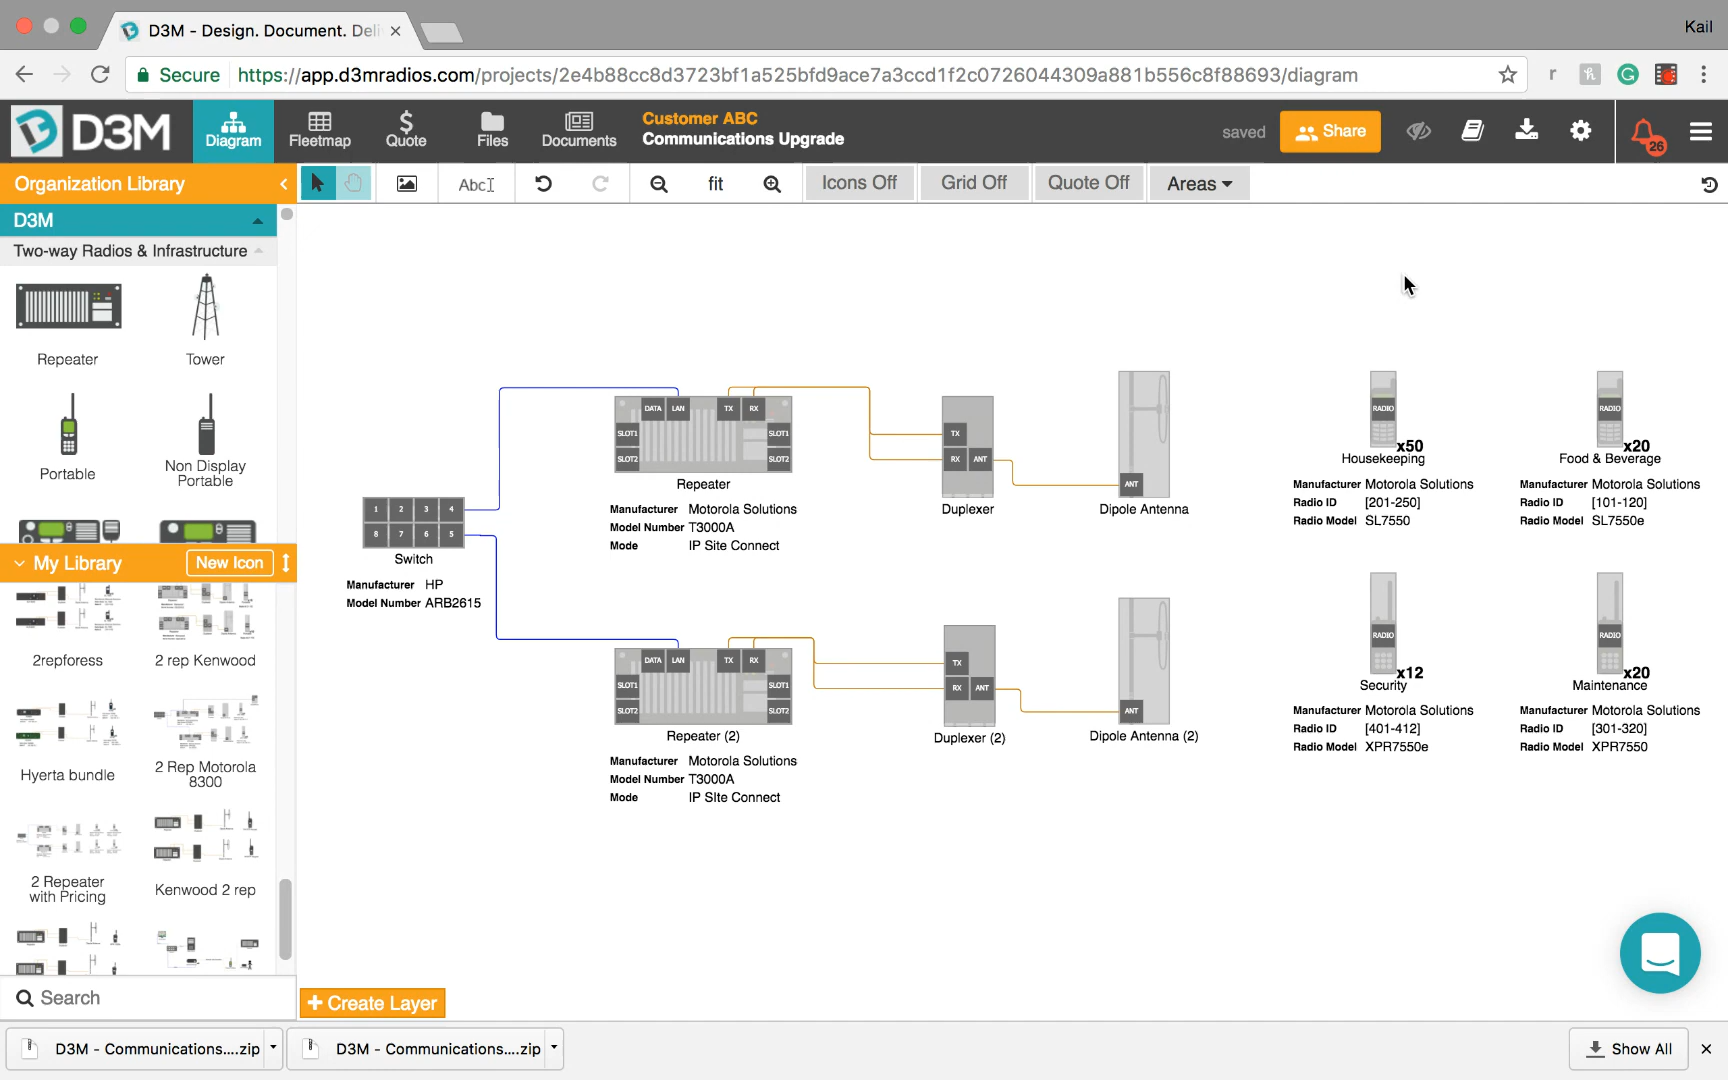 D3M - Design. Document. Deli
Kail
Secure
https://app.d3mradios.com/projects/2e4b88cc8d3723bf1a525bfd9ace7a3ccd1f2c0726044309a881b556c8f88693/diagram
D3M
Diagram
Fleetmap
Quote
Files
Documents
Customer ABC
Communications Upgrade
saved
Share
26
Organization Library
Abc
fit
Icons Off
Grid Off
Quote Off
Areas
D3M
Two-way Radios & Infrastructure
Repeater
Tower
Portable
Non Display
Portable
My Library
New Icon
2repforess
2 rep Kenwood
Hyerta bundle
2 Rep Motorola
8300
2 Repeater
with Pricing
Kenwood 2 rep
Search
1 2 3 4
8 7 6 5
Switch
Manufacturer HP
Model Number ARB2615
DATA LAN TX RX
SLOT1 SLOT1
SLOT2 SLOT2
Repeater
Manufacturer Motorola Solutions
Model Number T3000A
Mode IP Site Connect
TX
RX ANT
Duplexer
ANT
Dipole Antenna
RADIO
x50
Housekeeping
Manufacturer Motorola Solutions
Radio ID [201-250]
Radio Model SL7550
RADIO
x20
Food & Beverage
Manufacturer Motorola Solutions
Radio ID [101-120]
Radio Model SL7550e
DATA LAN TX RX
SLOT1 SLOT1
SLOT2 SLOT2
Repeater (2)
Manufacturer Motorola Solutions
Model Number T3000A
Mode IP SIte Connect
TX
RX ANT
Duplexer (2)
ANT
Dipole Antenna (2)
RADIO
x12
Security
Manufacturer Motorola Solutions
Radio ID [401-412]
Radio Model XPR7550e
RADIO
x20
Maintenance
Manufacturer Motorola Solutions
Radio ID [301-320]
Radio Model XPR7550
+ Create Layer
D3M - Communications....zip
D3M - Communications....zip
Show All